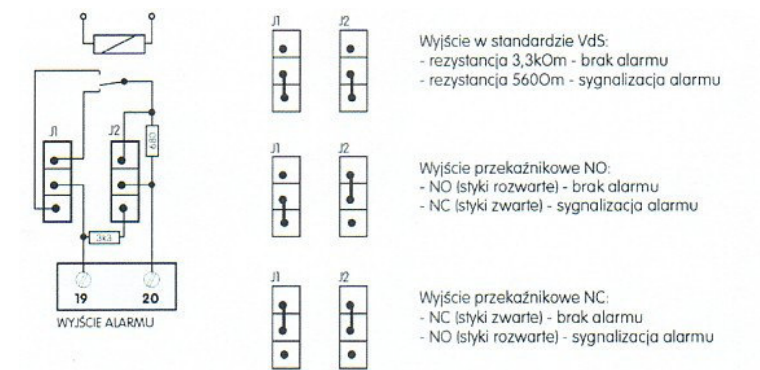 J1
J2
680
3k3
19
20
WYJŚCIE ALARMU
J1 J2
Wyjście w standardzie VdS:
- rezystancja 3,3kOm - brak alarmu
- rezystancja 560Om - sygnalizacja alarmu
J1 J2
Wyjście przekaźnikowe NO:
- NO (styki rozwarte) - brak alarmu
- NC (styki zwarte) - sygnalizacja alarmu
J1 J2
Wyjście przekaźnikowe NC:
- NC (styki zwarte) - brak alarmu
- NO (styki rozwarte) - sygnalizacja alarmu